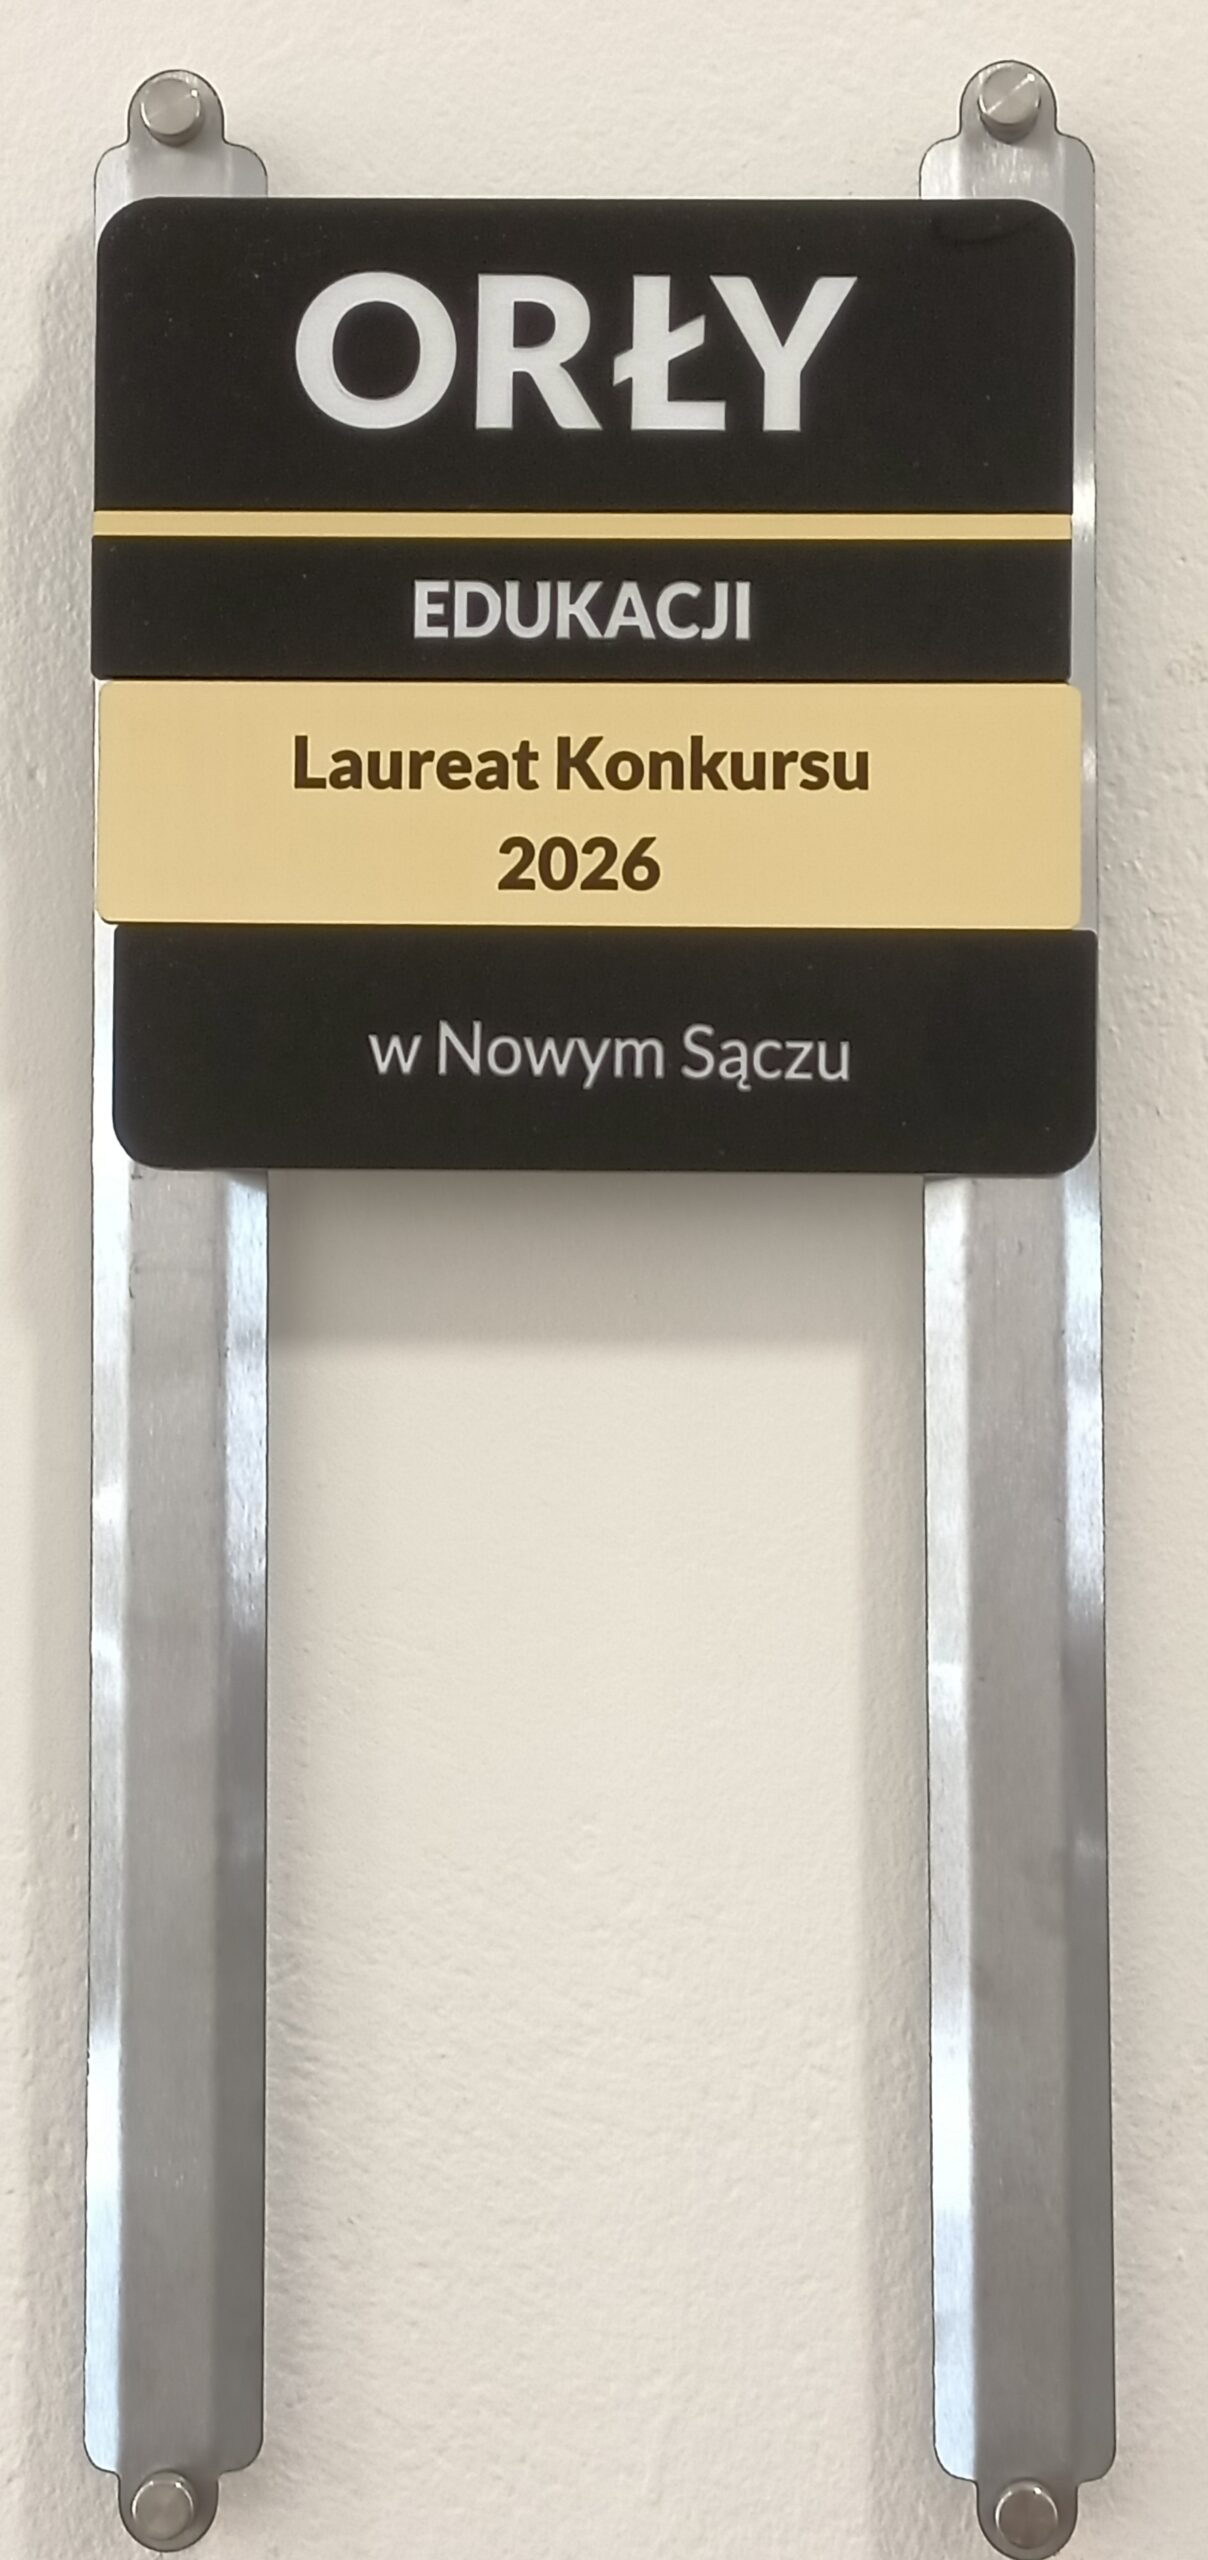 ORŁY
EDUKACJI
Laureat Konkursu
2026
w Nowym Sączu